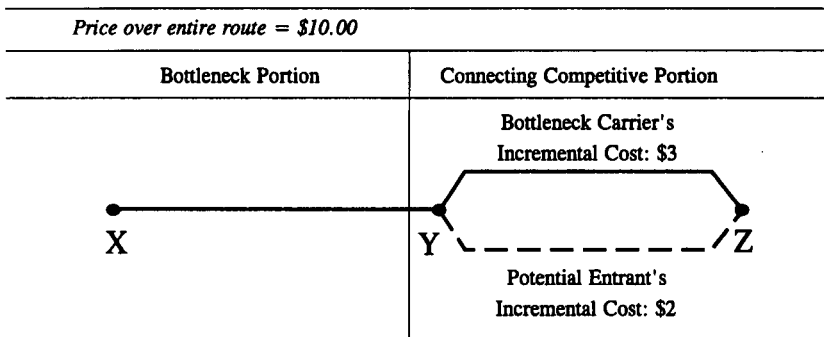 Price over entire route = $10.00
Bottleneck Portion
Connecting Competitive Portion
Bottleneck Carrier's
Incremental Cost: $3
X
Y
Z
Potential Entrant's
Incremental Cost: $2